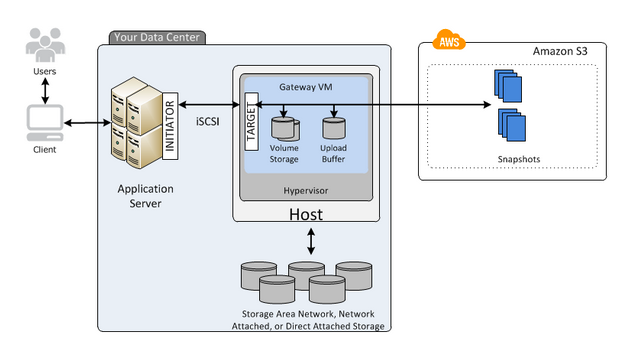 Your Data Center
AWS
Amazon S3
Users
Gateway VM
INITIATOR
iSCSI
TARGET
Client
Volume
Storage
Upload
Buffer
Snapshots
Application
Server
Hypervisor
Host
Storage Area Network, Network
Attached, or Direct Attached Storage